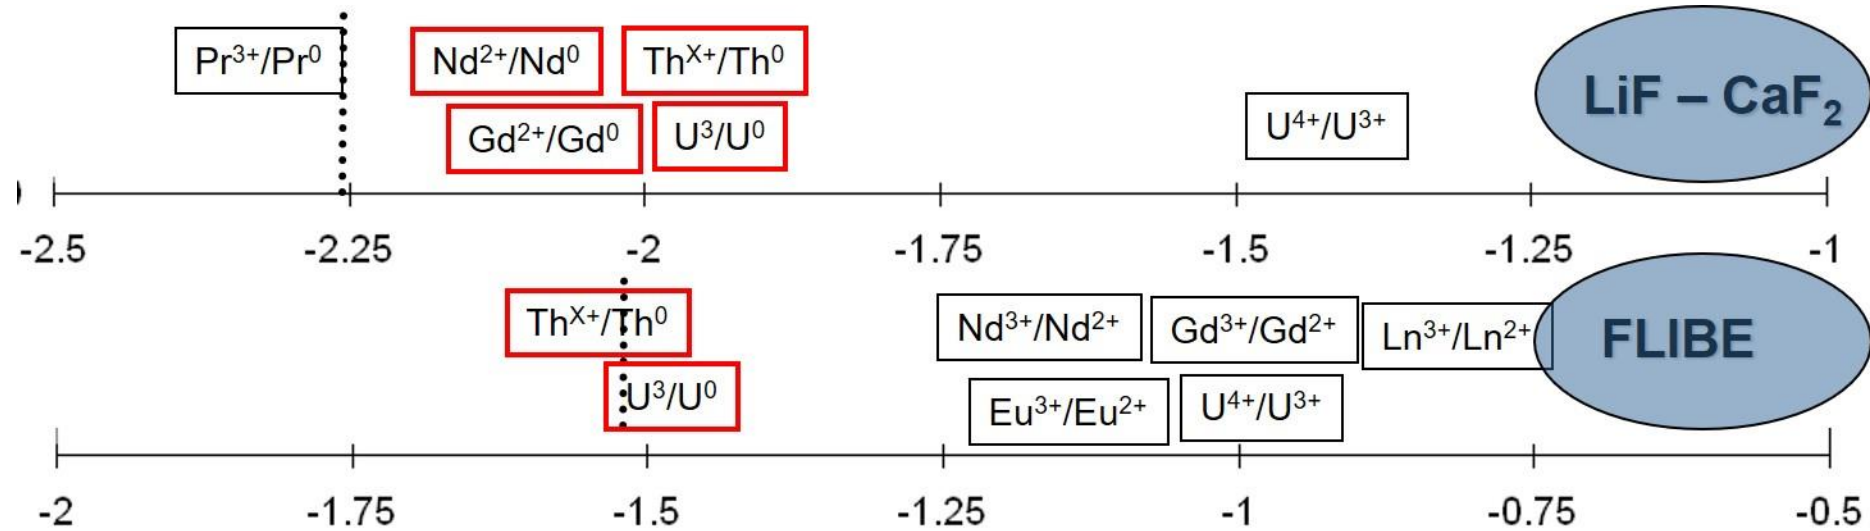 Pr³⁺/Pr⁰ Nd²⁺/Nd⁰ Thˣ⁺/Th⁰
Gd²⁺/Gd⁰ U³/U⁰ U⁴⁺/U³⁺
LiF – CaF₂
-2.5 -2.25 -2 -1.75 -1.5 -1.25 -1
Thˣ⁺/Th⁰ Nd³⁺/Nd²⁺ Gd³⁺/Gd²⁺ Ln³⁺/Ln²⁺
FLIBE
U³/U⁰ Eu³⁺/Eu²⁺ U⁴⁺/U³⁺
-2 -1.75 -1.5 -1.25 -1 -0.75 -0.5